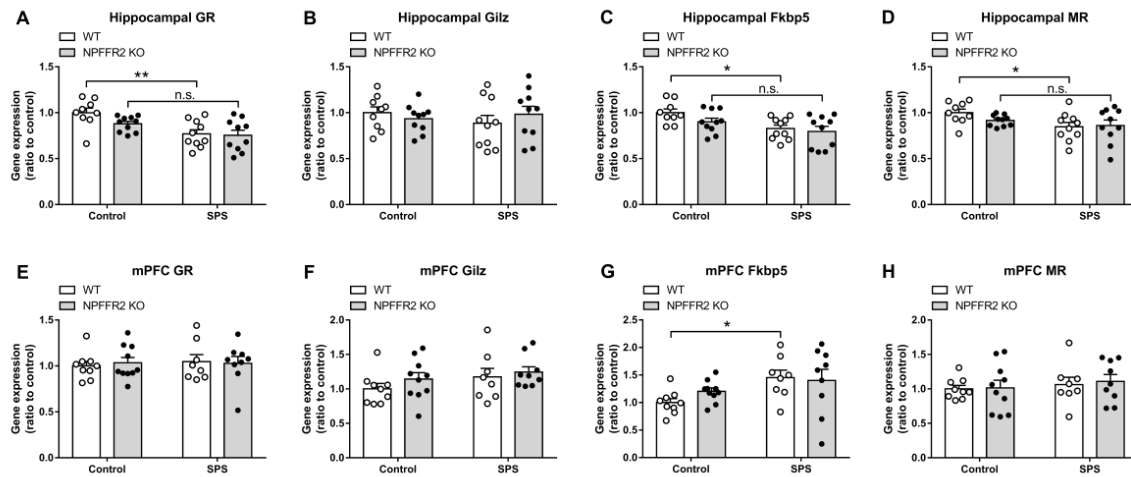 A
Hippocampal GR
WT
NPFFR2 KO
Gene expression
(ratio to control)
1.5
1.0
0.5
0.0
**
n.s.
Control
SPS
B
Hippocampal Gilz
WT
NPFFR2 KO
Gene expression
(ratio to control)
1.5
1.0
0.5
0.0
Control
SPS
C
Hippocampal Fkbp5
WT
NPFFR2 KO
Gene expression
(ratio to control)
1.5
1.0
0.5
0.0
*
n.s.
Control
SPS
D
Hippocampal MR
WT
NPFFR2 KO
Gene expression
(ratio to control)
1.5
1.0
0.5
0.0
*
n.s.
Control
SPS
E
mPFC GR
WT
NPFFR2 KO
Gene expression
(ratio to control)
1.5
1.0
0.5
0.0
Control
SPS
F
mPFC Gilz
WT
NPFFR2 KO
Gene expression
(ratio to control)
2.0
1.5
1.0
0.5
0.0
Control
SPS
G
mPFC Fkbp5
WT
NPFFR2 KO
Gene expression
(ratio to control)
2.5
2.0
1.5
1.0
0.5
0.0
*
Control
SPS
H
mPFC MR
WT
NPFFR2 KO
Gene expression
(ratio to control)
2.0
1.5
1.0
0.5
0.0
Control
SPS